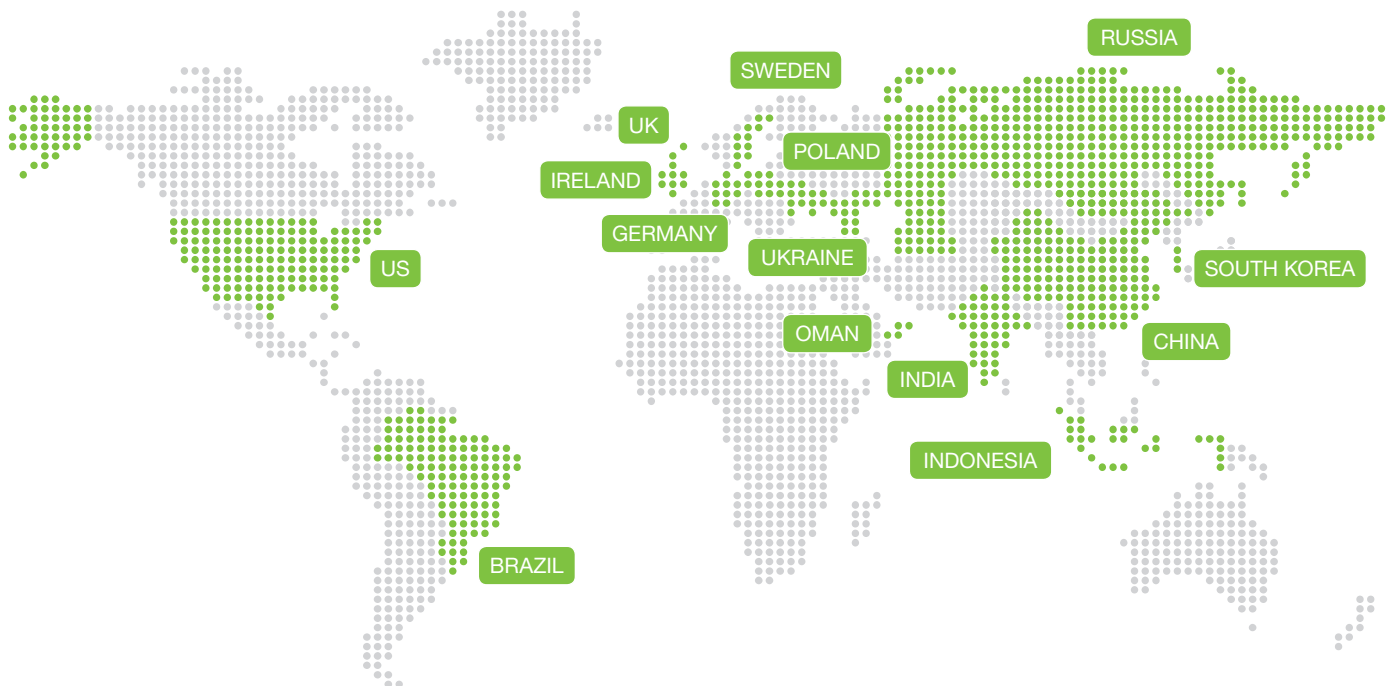 RUSSIA
SWEDEN
UK
POLAND
IRELAND
GERMANY
UKRAINE
US
SOUTH KOREA
OMAN
CHINA
INDIA
INDONESIA
BRAZIL